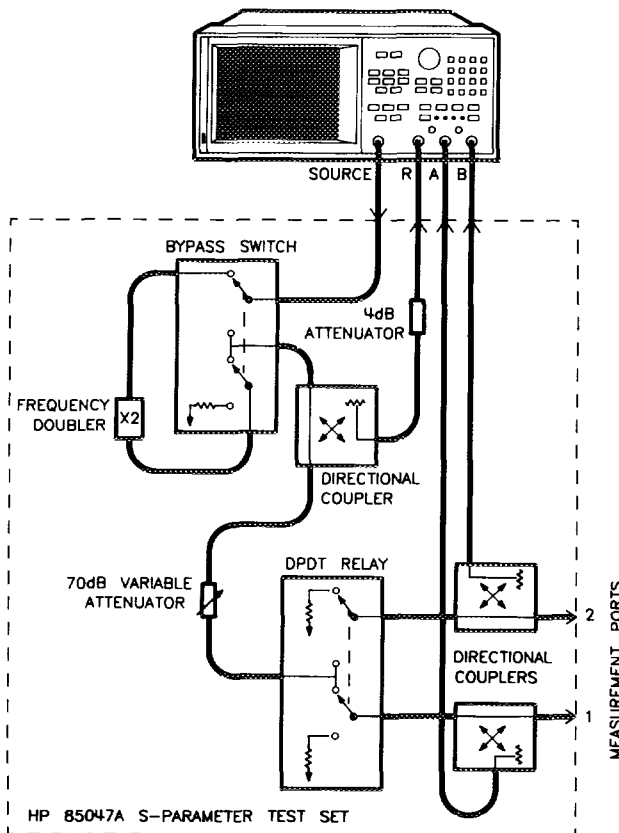 SOURCE R A B
BYPASS SWITCH
4dB
ATTENUATOR
FREQUENCY
DOUBLER
X2
DIRECTIONAL
COUPLER
70dB VARIABLE
ATTENUATOR
DPDT RELAY
2
DIRECTIONAL
COUPLERS
1
MEASUREMENT PORTS
HP 85047A S-PARAMETER TEST SET